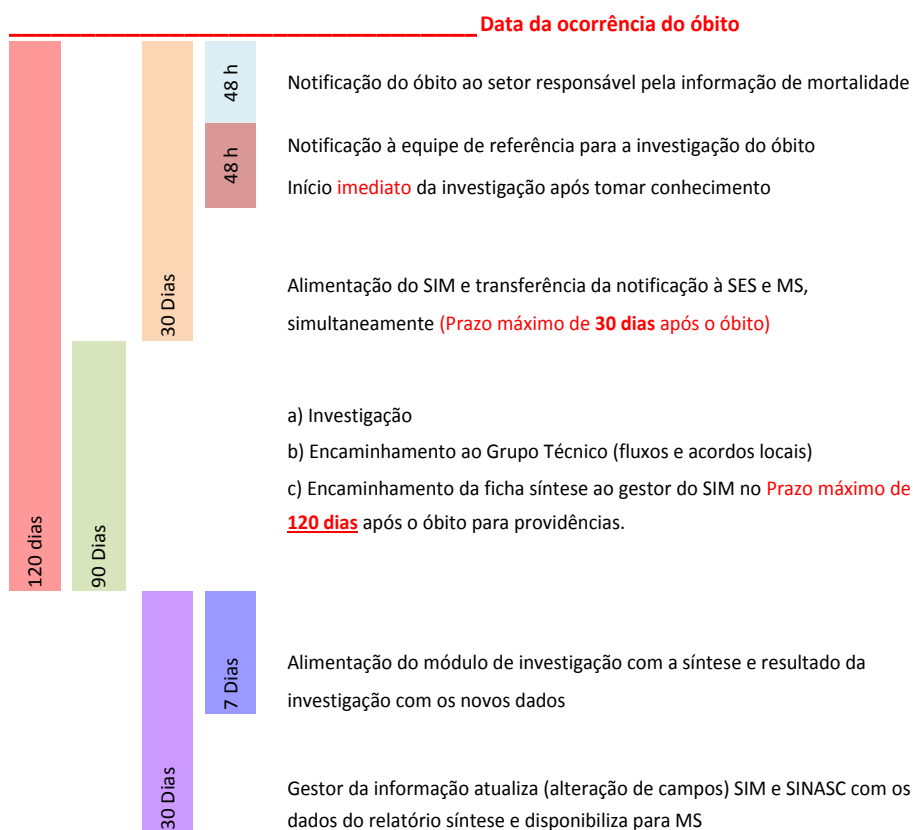 Data da ocorrência do óbito
48 h
Notificação do óbito ao setor responsável pela informação de mortalidade
48 h
Notificação à equipe de referência para a investigação do óbito
Início imediato da investigação após tomar conhecimento
30 Dias
Alimentação do SIM e transferência da notificação à SES e MS,
simultaneamente (Prazo máximo de 30 dias após o óbito)
120 dias
90 Dias
a) Investigação
b) Encaminhamento ao Grupo Técnico (fluxos e acordos locais)
c) Encaminhamento da ficha síntese ao gestor do SIM no Prazo máximo de
120 dias após o óbito para providências.
7 Dias
Alimentação do módulo de investigação com a síntese e resultado da
investigação com os novos dados
30 Dias
Gestor da informação atualiza (alteração de campos) SIM e SINASC com os
dados do relatório síntese e disponibiliza para MS